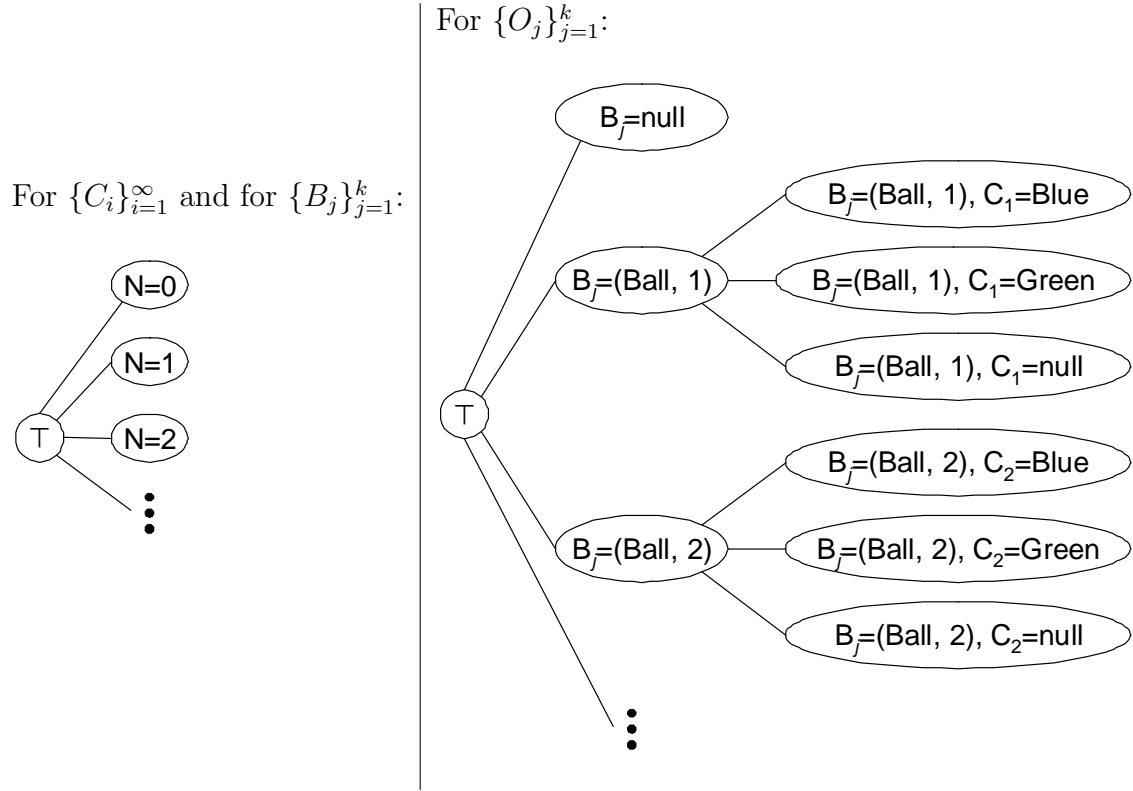 For {C_i}_{i=1}^∞ and for {B_j}_{j=1}^k:
N=0
N=1
N=2
⊤
⋮
For {O_j}_{j=1}^k:
B_j=null
B_j=(Ball, 1), C_1=Blue
B_j=(Ball, 1)
B_j=(Ball, 1), C_1=Green
B_j=(Ball, 1), C_1=null
⊤
B_j=(Ball, 2), C_2=Blue
B_j=(Ball, 2)
B_j=(Ball, 2), C_2=Green
B_j=(Ball, 2), C_2=null
⋮